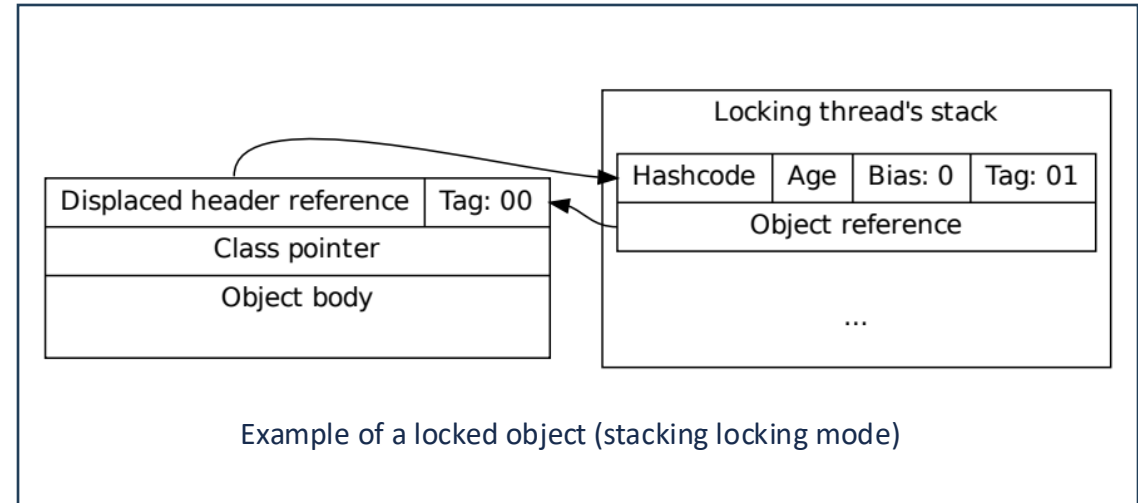 Locking thread's stack
Displaced header reference Tag: 00
Class pointer
Object body
Hashcode Age Bias: 0 Tag: 01
Object reference
...
Example of a locked object (stacking locking mode)